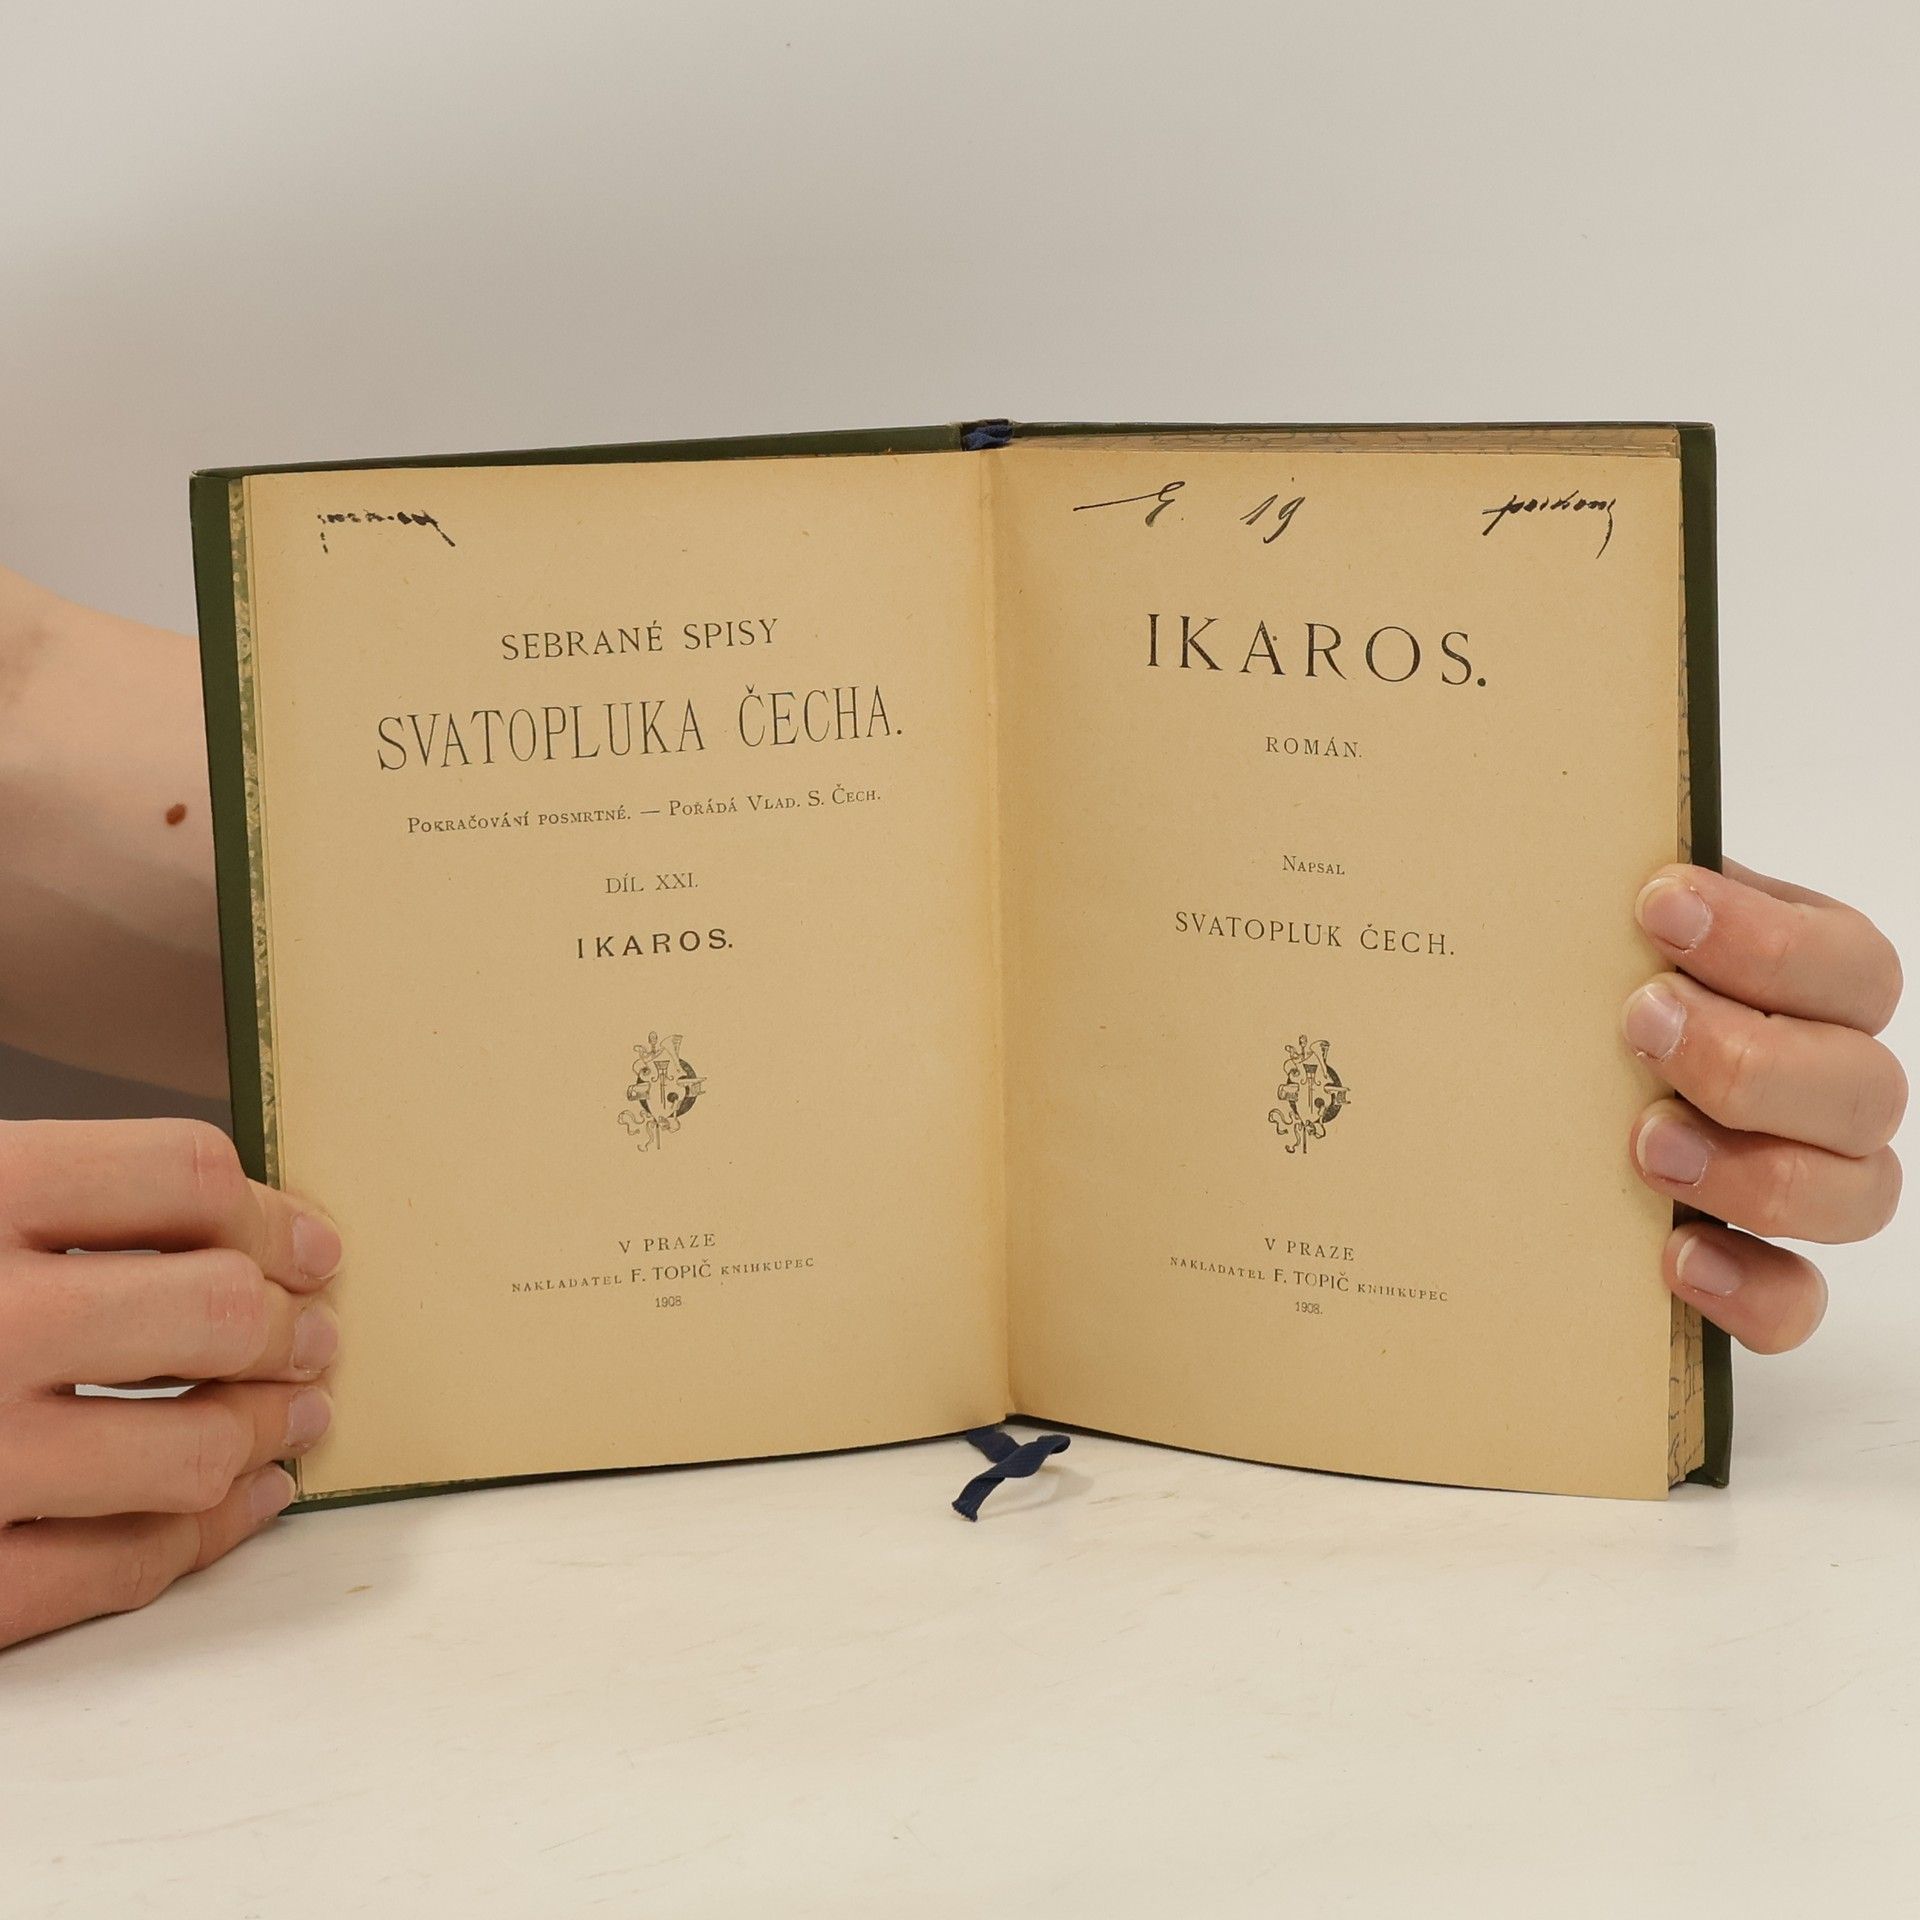 SEBRANÉ SPISY
SVATOPLUKA ČECHA.
POKRAČOVÁNÍ POSMRTNÉ. — POŘÁDÁ VLAD. S. ČECH.
DÍL XXI.
IKAROS.
V PRAZE
NAKLADATEL F. TOPIČ KNIHKUPEC
1908
E. 19
IKAROS.
ROMÁN.
NAPSAL
SVATOPLUK ČECH.
V PRAZE
NAKLADATEL F. TOPIČ KNIHKUPEC
1908.